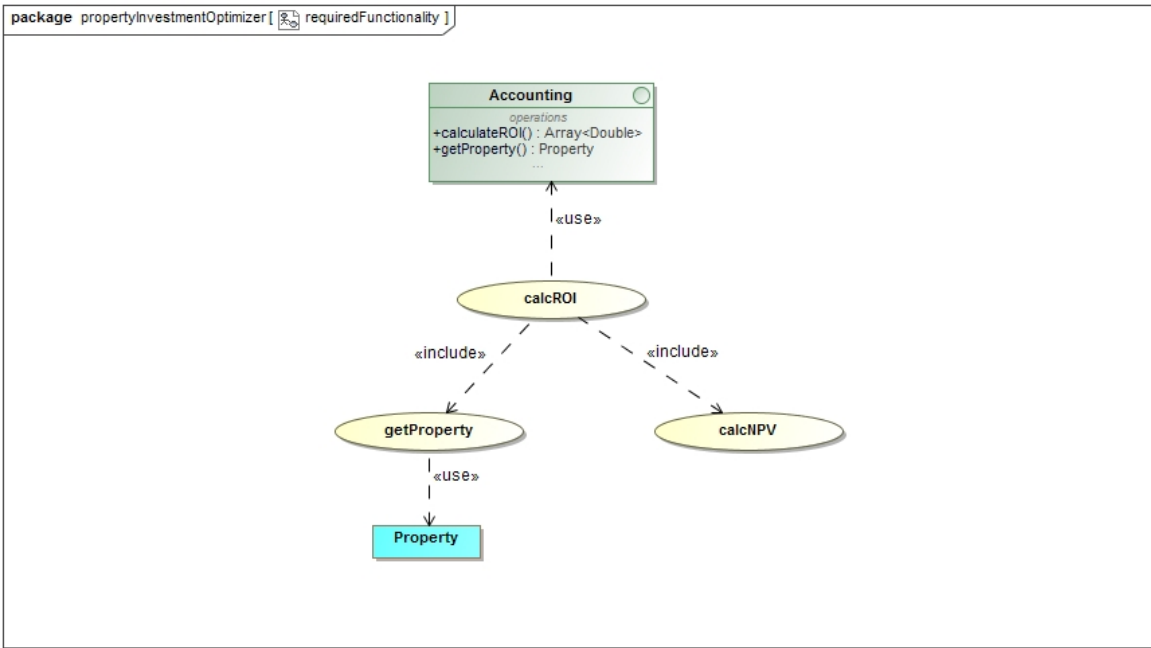 package propertyInvestmentOptimizer [ requiredFunctionality ]
Accounting
operations
+calculateROI() : Array<Double>
+getProperty() : Property
...
«use»
calcROI
«include»
«include»
getProperty
calcNPV
«use»
Property